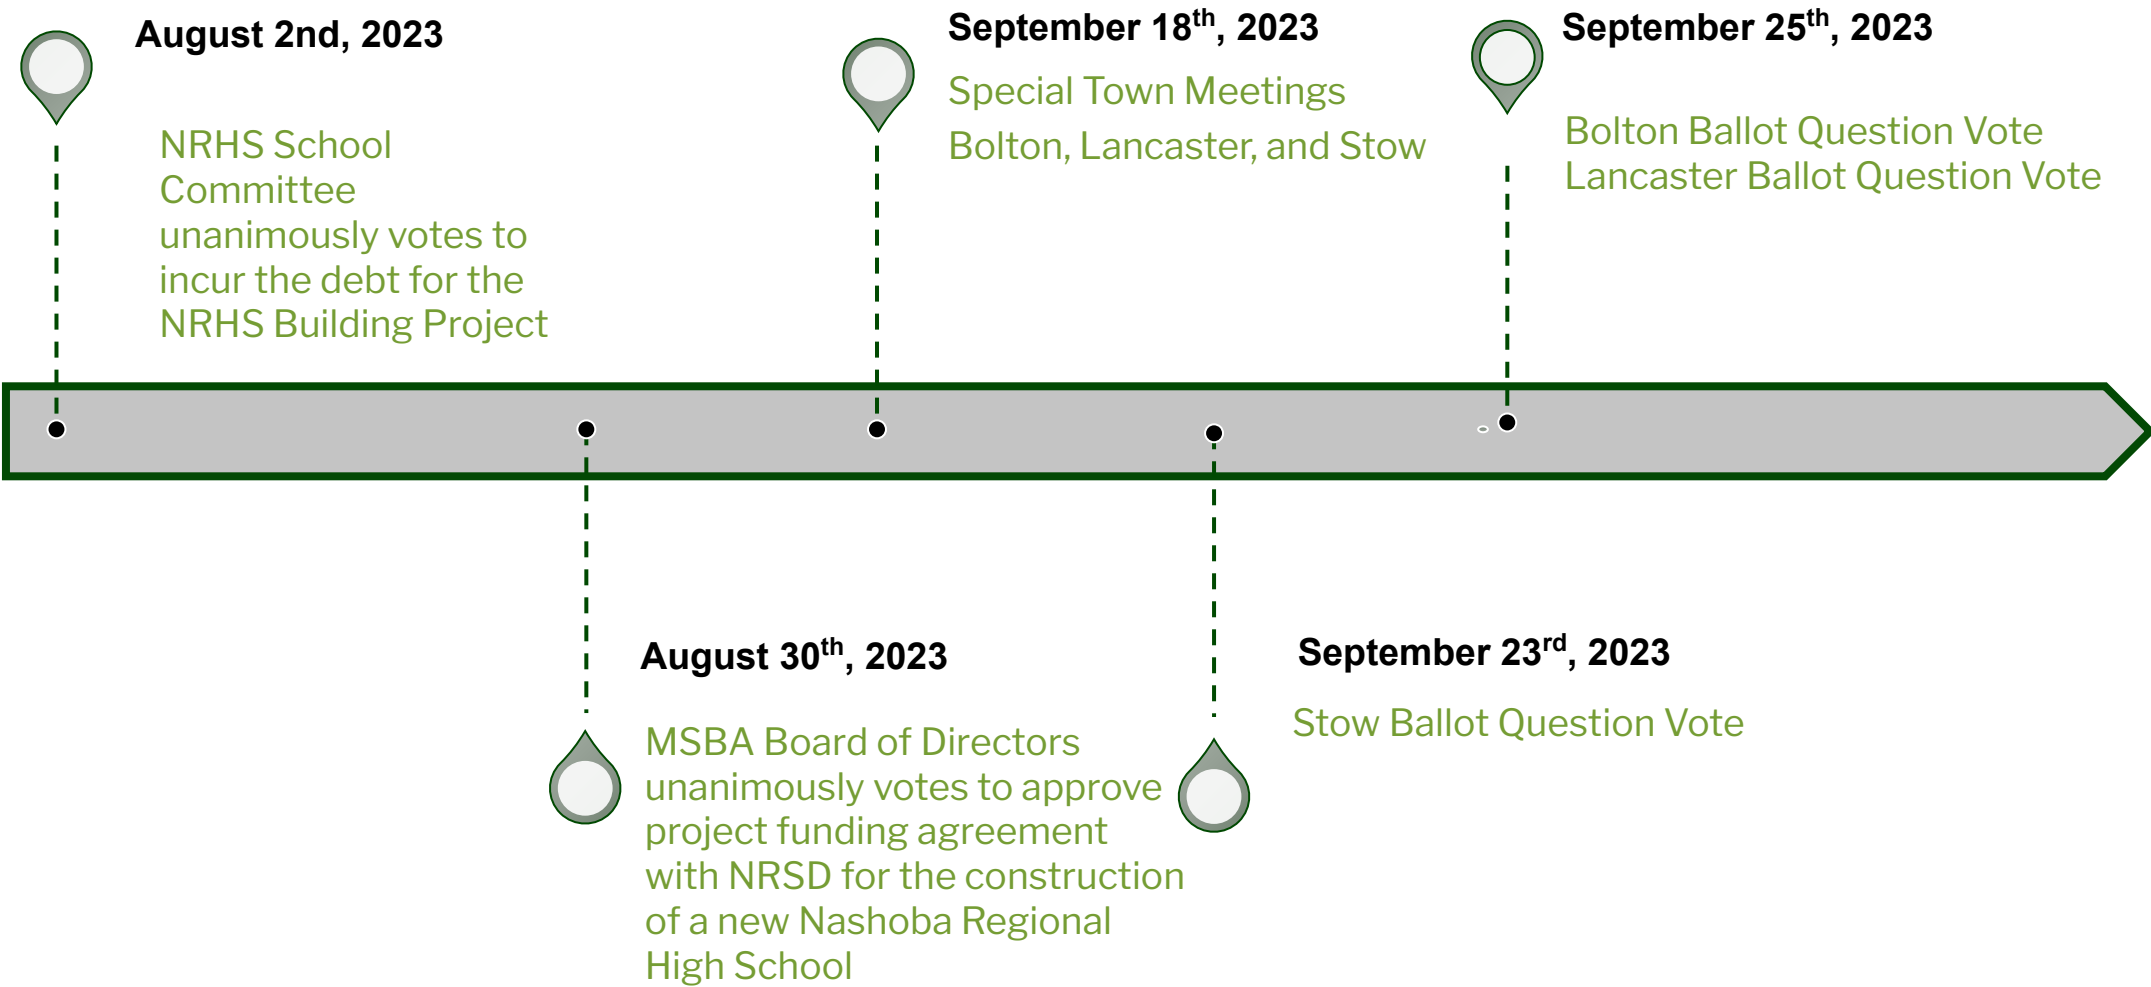 August 2nd, 2023
NRHS School
Committee
unanimously votes to
incur the debt for the
NRHS Building Project
August 30th, 2023
MSBA Board of Directors
unanimously votes to approve
project funding agreement
with NRSD for the construction
of a new Nashoba Regional
High School
September 18th, 2023
Special Town Meetings
Bolton, Lancaster, and Stow
September 23rd, 2023
Stow Ballot Question Vote
September 25th, 2023
Bolton Ballot Question Vote
Lancaster Ballot Question Vote